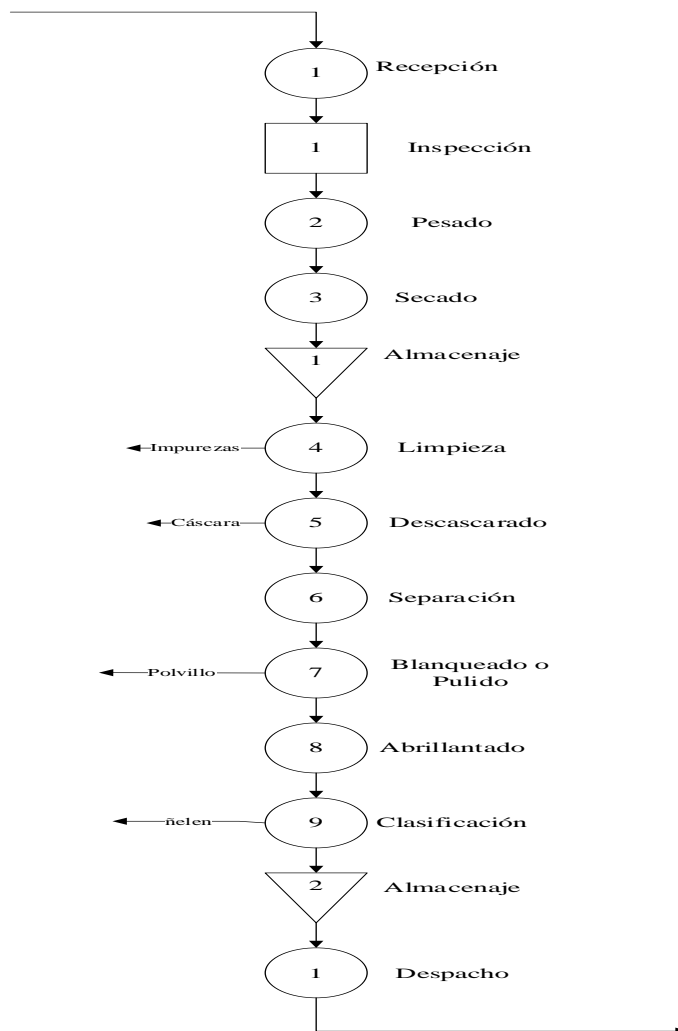 1 Recepción
1 Inspección
2 Pesado
3 Secado
1 Almacenaje
Impurezas 4 Limpieza
Cáscara 5 Descascarado
6 Separación
Polvillo 7 Blanqueado o
Pulido
8 Abrillantado
ñelen 9 Clasificación
2 Almacenaje
1 Despacho